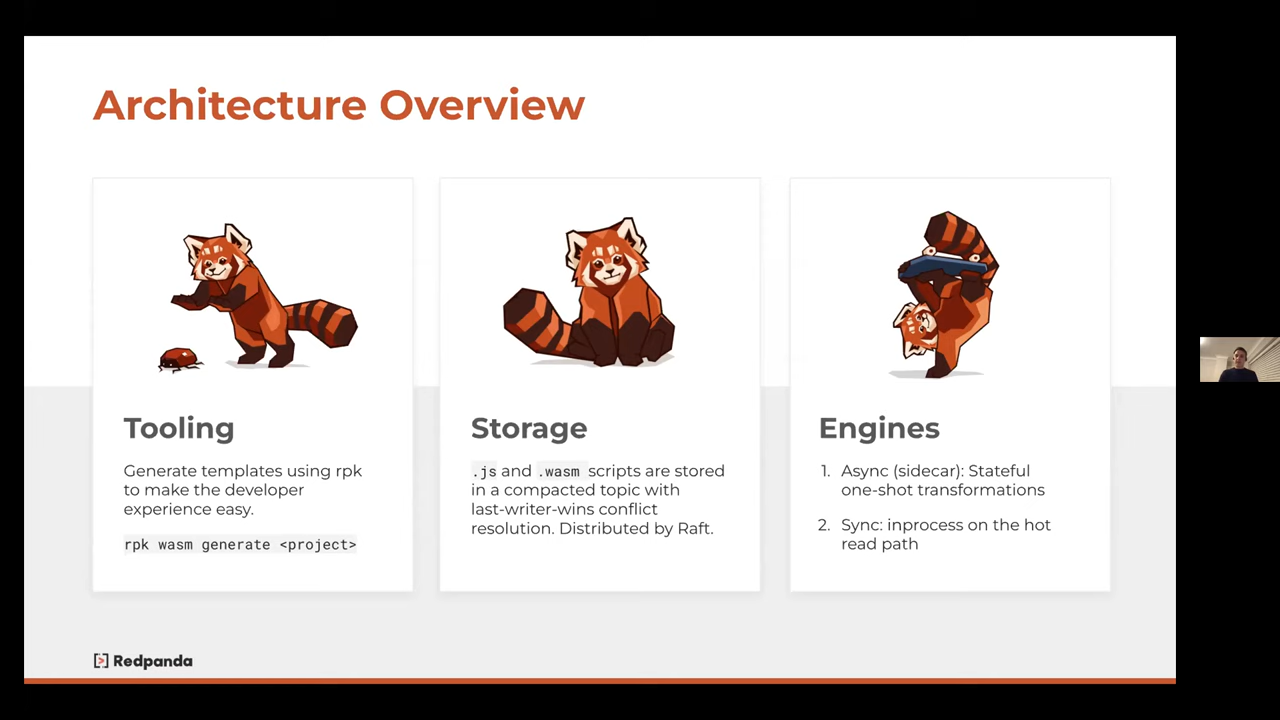 Architecture Overview
Tooling
Generate templates using rpk
to make the developer
experience easy.
rpk wasm generate <project>
Storage
.js and .wasm scripts are stored
in a compacted topic with
last-writer-wins conflict
resolution. Distributed by Raft.
Engines
1. Async (sidecar): Stateful
one-shot transformations
2. Sync: inprocess on the hot
read path
Redpanda